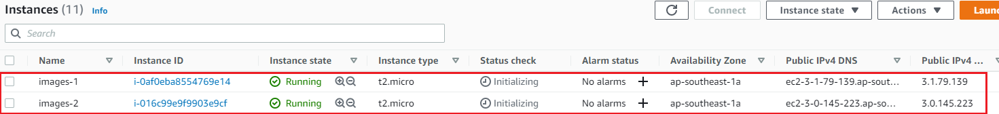 Instances (11) Info Connect Instance state Actions Laun
Search
Name Instance ID Instance state Instance type Status check Alarm status Availability Zone Public IPv4 DNS Public IPv4 ...
images-1 i-0af0eba8554769e14 Running t2.micro Initializing No alarms + ap-southeast-1a ec2-3-1-79-139.ap-sout... 3.1.79.139
images-2 i-016c99e9f9903e9cf Running t2.micro Initializing No alarms + ap-southeast-1a ec2-3-0-145-223.ap-so... 3.0.145.223